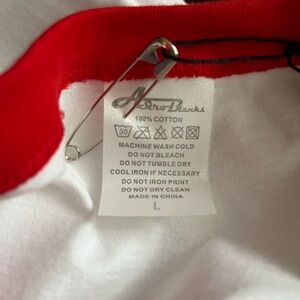 AstroThanks
100% COTTON
30
MACHINE WASH COLD
DO NOT BLEACH
DO NOT TUMBLE DRY
COOL IRON IF NECESSARY
DO NOT IRON PRINT
DO NOT DRY CLEAN
MADE IN CHINA
L